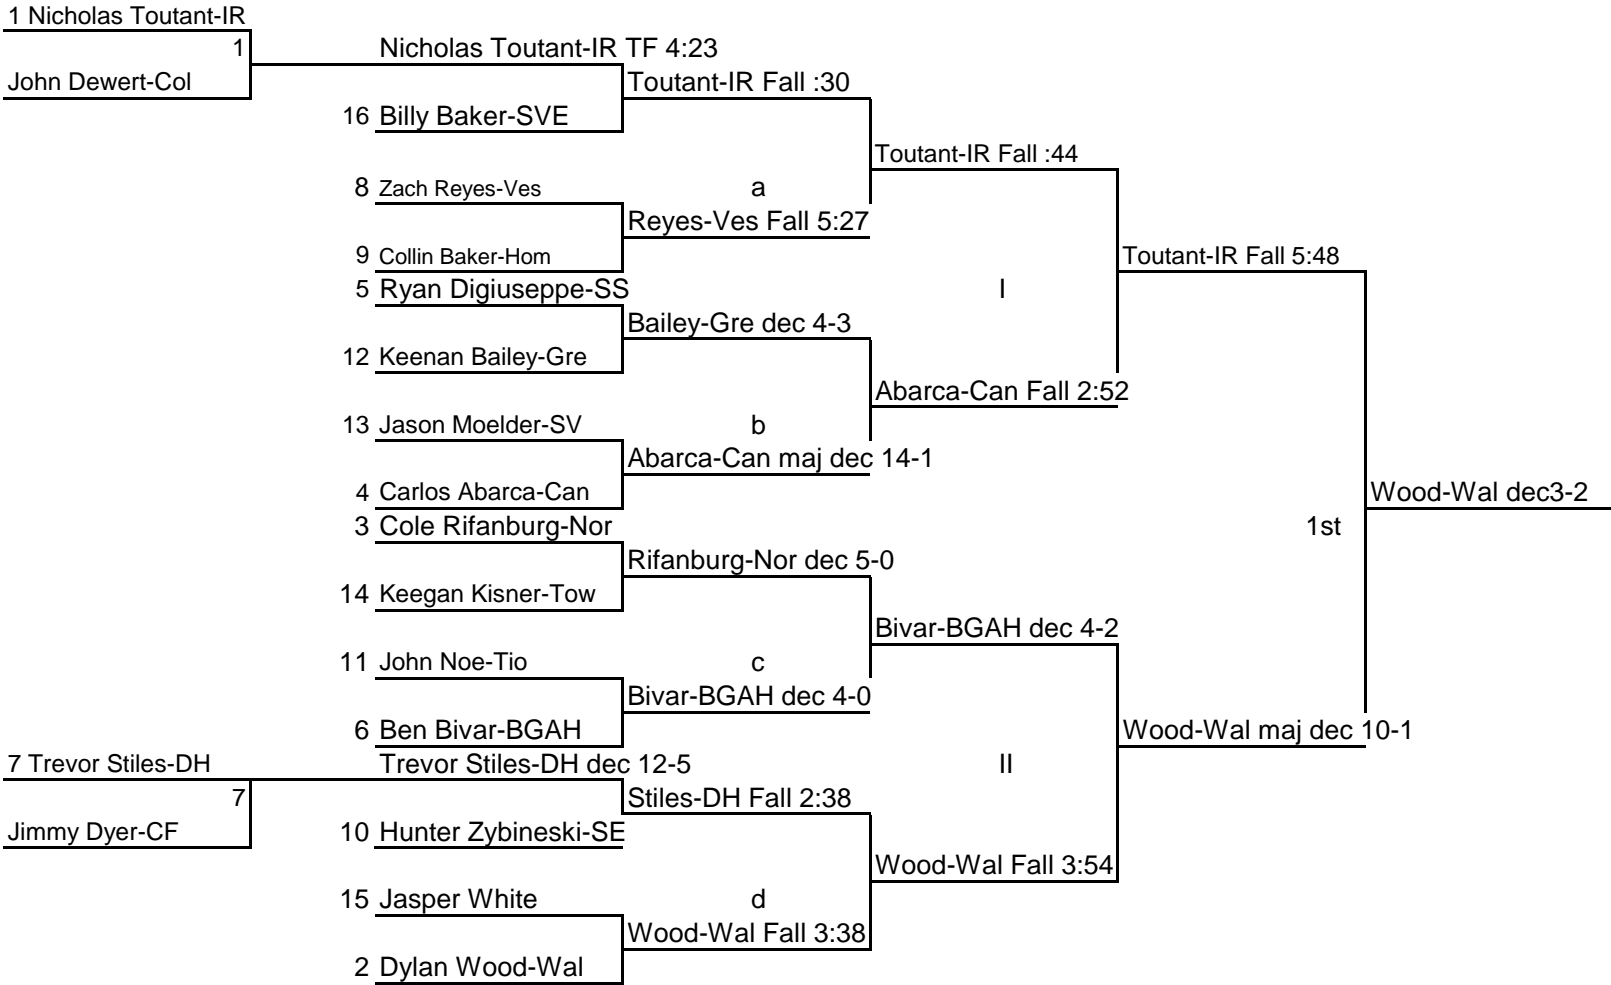 1 Nicholas Toutant-IR
1
Nicholas Toutant-IR TF 4:23
John Dewert-Col
Toutant-IR Fall :30
16 Billy Baker-SVE
Toutant-IR Fall :44
8 Zach Reyes-Ves
a
Reyes-Ves Fall 5:27
9 Collin Baker-Hom
Toutant-IR Fall 5:48
5 Ryan Digiuseppe-SS
I
Bailey-Gre dec 4-3
12 Keenan Bailey-Gre
Abarca-Can Fall 2:52
13 Jason Moelder-SV
b
Abarca-Can maj dec 14-1
4 Carlos Abarca-Can
Wood-Wal dec3-2
3 Cole Rifanburg-Nor
1st
Rifanburg-Nor dec 5-0
14 Keegan Kisner-Tow
Bivar-BGAH dec 4-2
11 John Noe-Tio
c
Bivar-BGAH dec 4-0
6 Ben Bivar-BGAH
Wood-Wal maj dec 10-1
7 Trevor Stiles-DH
Trevor Stiles-DH dec 12-5
II
7
Stiles-DH Fall 2:38
Jimmy Dyer-CF
10 Hunter Zybineski-SE
Wood-Wal Fall 3:54
15 Jasper White
d
Wood-Wal Fall 3:38
2 Dylan Wood-Wal